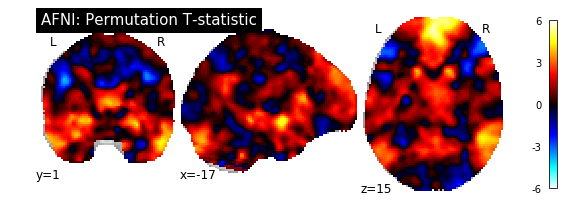 AFNI: Permutation T-statistic
L R
L R
6
3
0
-3
-6
y=1
x=-17
z=15